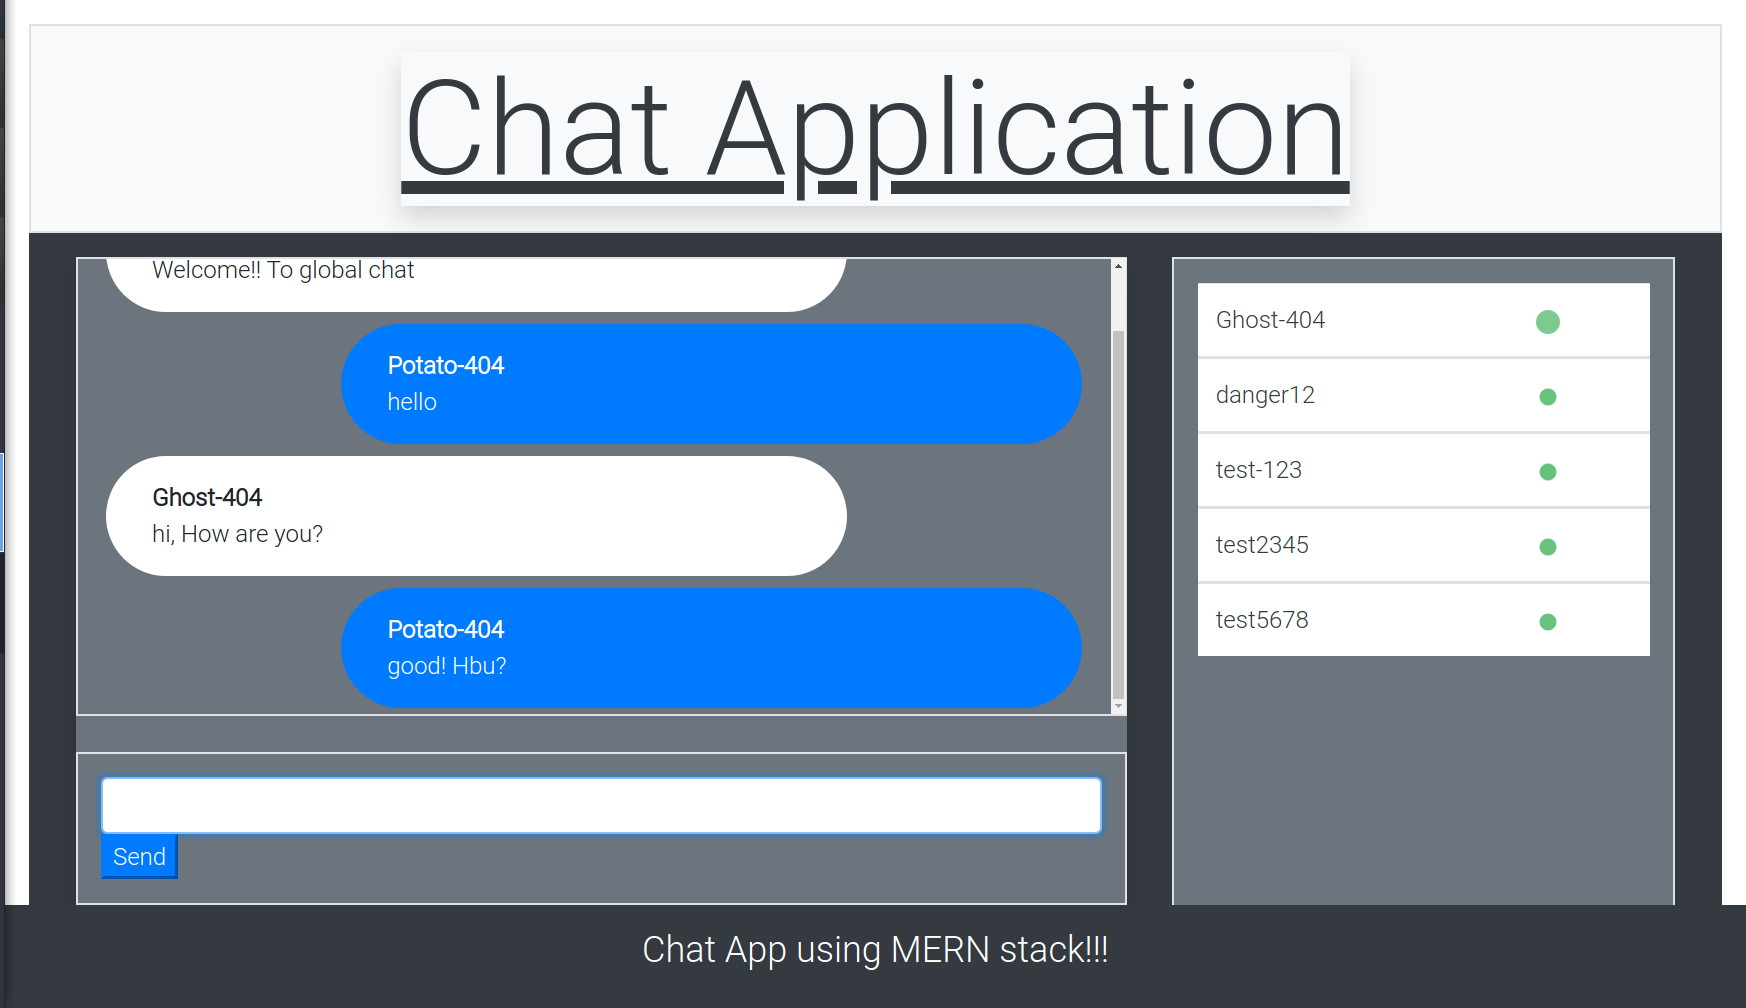 Chat Application
Welcome!! To global chat
Potato-404
hello
Ghost-404
hi, How are you?
Potato-404
good! Hbu?
Send
Ghost-404
danger12
test-123
test2345
test5678
Chat App using MERN stack!!!